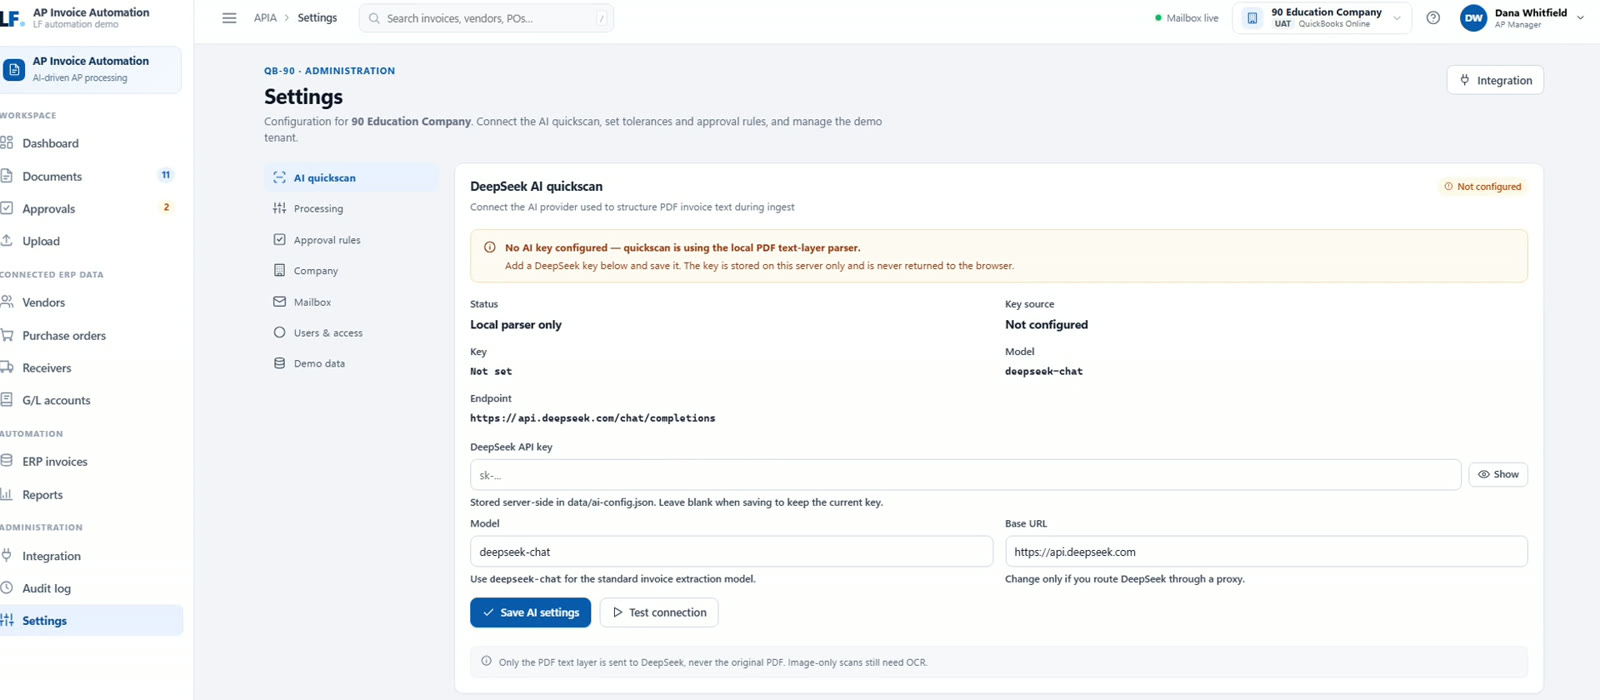 LF.
AP Invoice Automation
LF automation demo
APIA > Settings
Search invoices, vendors, POs... /
Mailbox live
90 Education Company
UAT QuickBooks Online
DW
Dana Whitfield
AP Manager
AP Invoice Automation
AI-driven AP processing
WORKSPACE
Dashboard
Documents 11
Approvals 2
Upload
CONNECTED ERP DATA
Vendors
Purchase orders
Receivers
G/L accounts
AUTOMATION
ERP invoices
Reports
ADMINISTRATION
Integration
Audit log
Settings
QB-90 - ADMINISTRATION
Settings
Configuration for 90 Education Company. Connect the AI quickscan, set tolerances and approval rules, and manage the demo
tenant.
Integration
AI quickscan
Processing
Approval rules
Company
Mailbox
Users & access
Demo data
DeepSeek AI quickscan
Not configured
Connect the AI provider used to structure PDF invoice text during ingest
No AI key configured — quickscan is using the local PDF text-layer parser.
Add a DeepSeek key below and save it. The key is stored on this server only and is never returned to the browser.
Status
Local parser only
Key source
Not configured
Key
Not set
Model
deepseek-chat
Endpoint
https://api.deepseek.com/chat/completions
DeepSeek API key
sk-...
Show
Stored server-side in data/ai-config.json. Leave blank when saving to keep the current key.
Model
deepseek-chat
Use deepseek-chat for the standard invoice extraction model.
Base URL
https://api.deepseek.com
Change only if you route DeepSeek through a proxy.
Save AI settings
Test connection
Only the PDF text layer is sent to DeepSeek, never the original PDF. Image-only scans still need OCR.